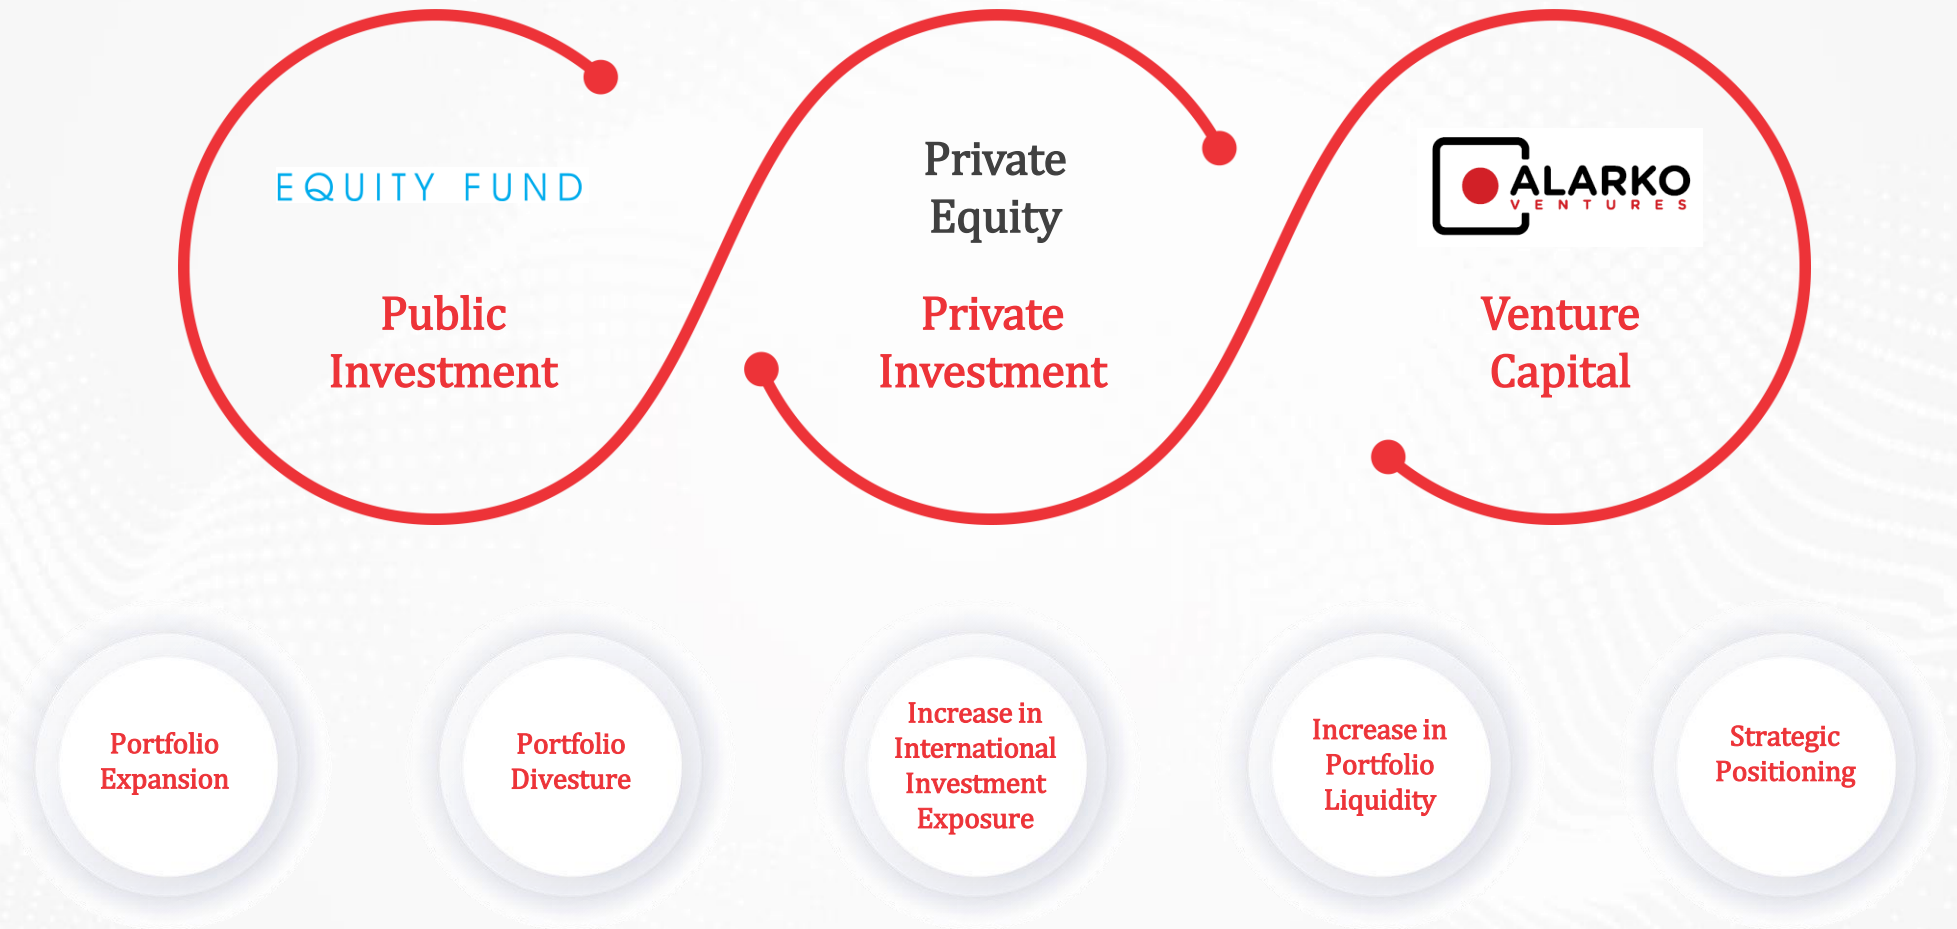 EQUITY FUND
Public
Investment
Private
Equity
Private
Investment
ALARKO
VENTURES
Venture
Capital
Portfolio
Expansion
Portfolio
Divesture
Increase in
International
Investment
Exposure
Increase in
Portfolio
Liquidity
Strategic
Positioning